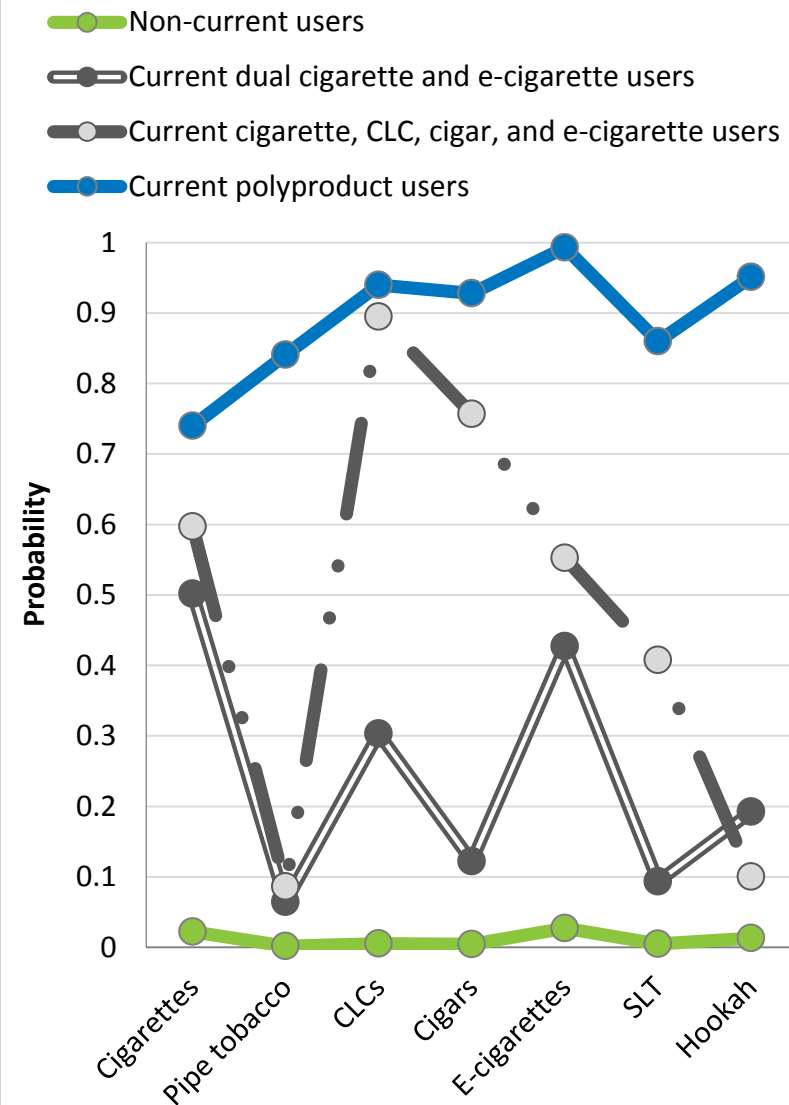 Non-current users
Current dual cigarette and e-cigarette users
Current cigarette, CLC, cigar, and e-cigarette users
Current polyproduct users
1
0.9
0.8
0.7
0.6
0.5
0.4
0.3
0.2
0.1
0
Probability
Cigarettes
Pipe tobacco
CLCs
Cigars
E-cigarettes
SLT
Hookah